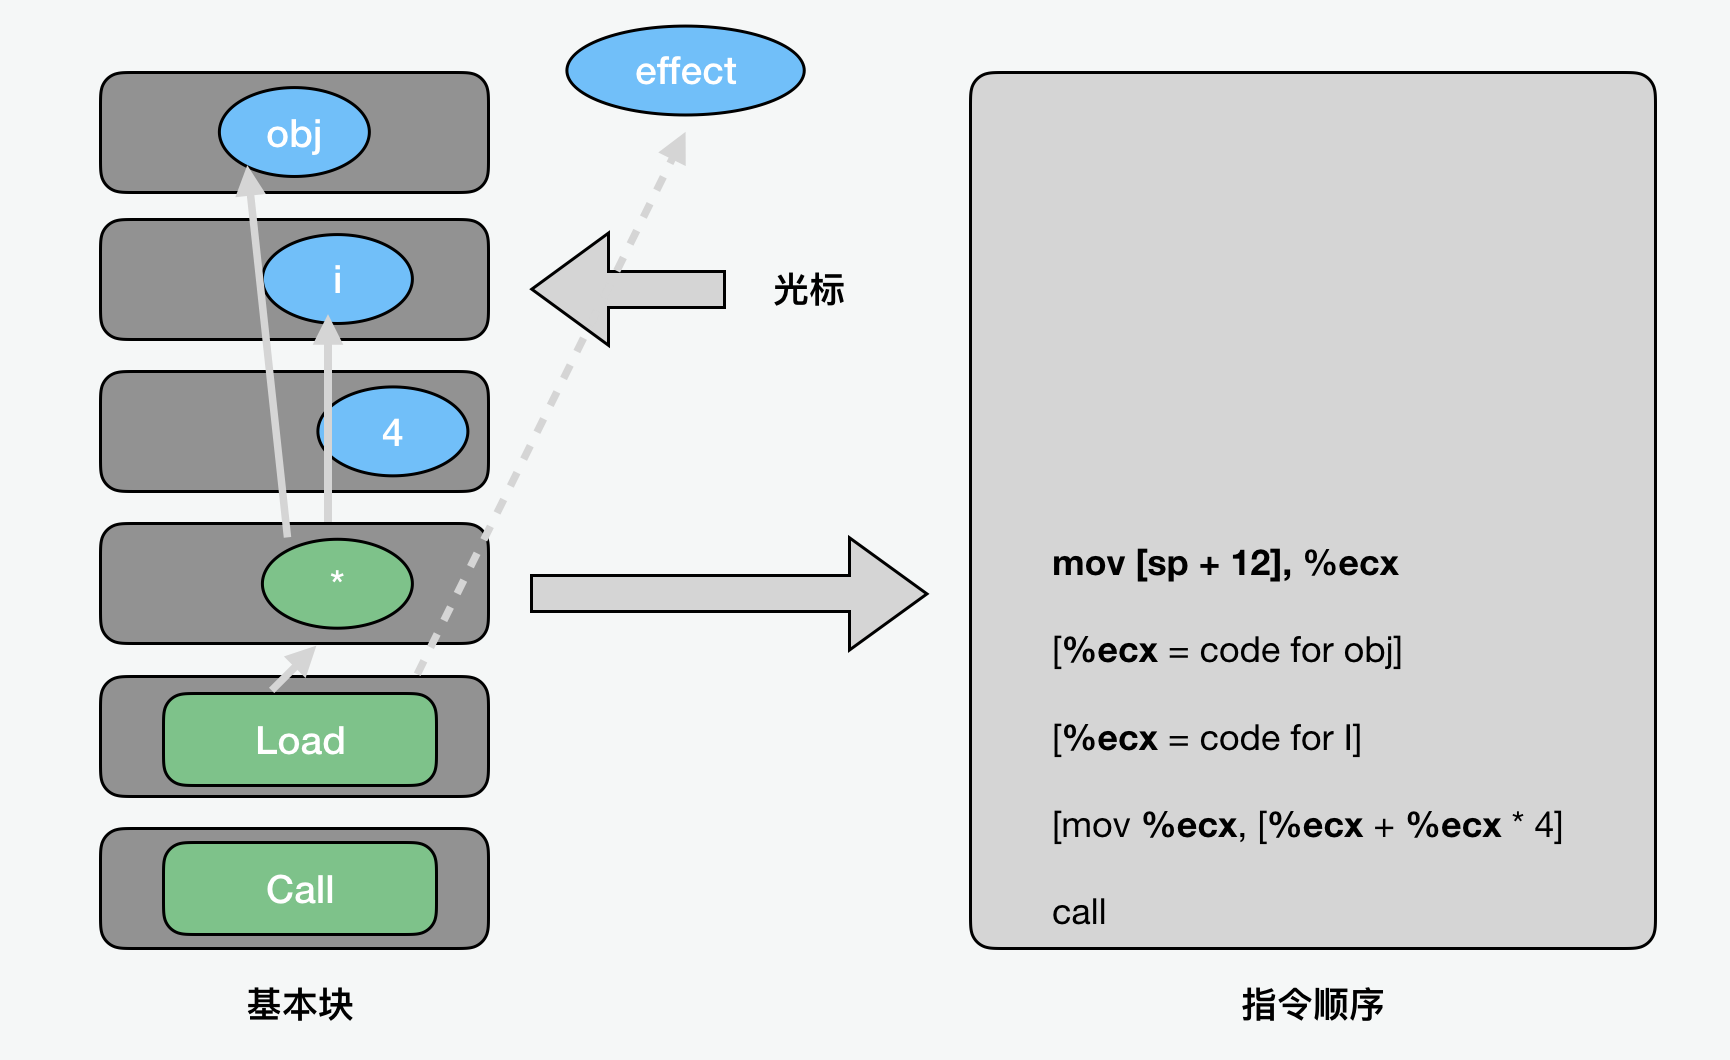 effect
obj
i
光标
4
*
Load
Call
基本块
mov [sp + 12], %ecx
[%ecx = code for obj]
[%ecx = code for I]
[mov %ecx, [%ecx + %ecx * 4]
call
指令顺序